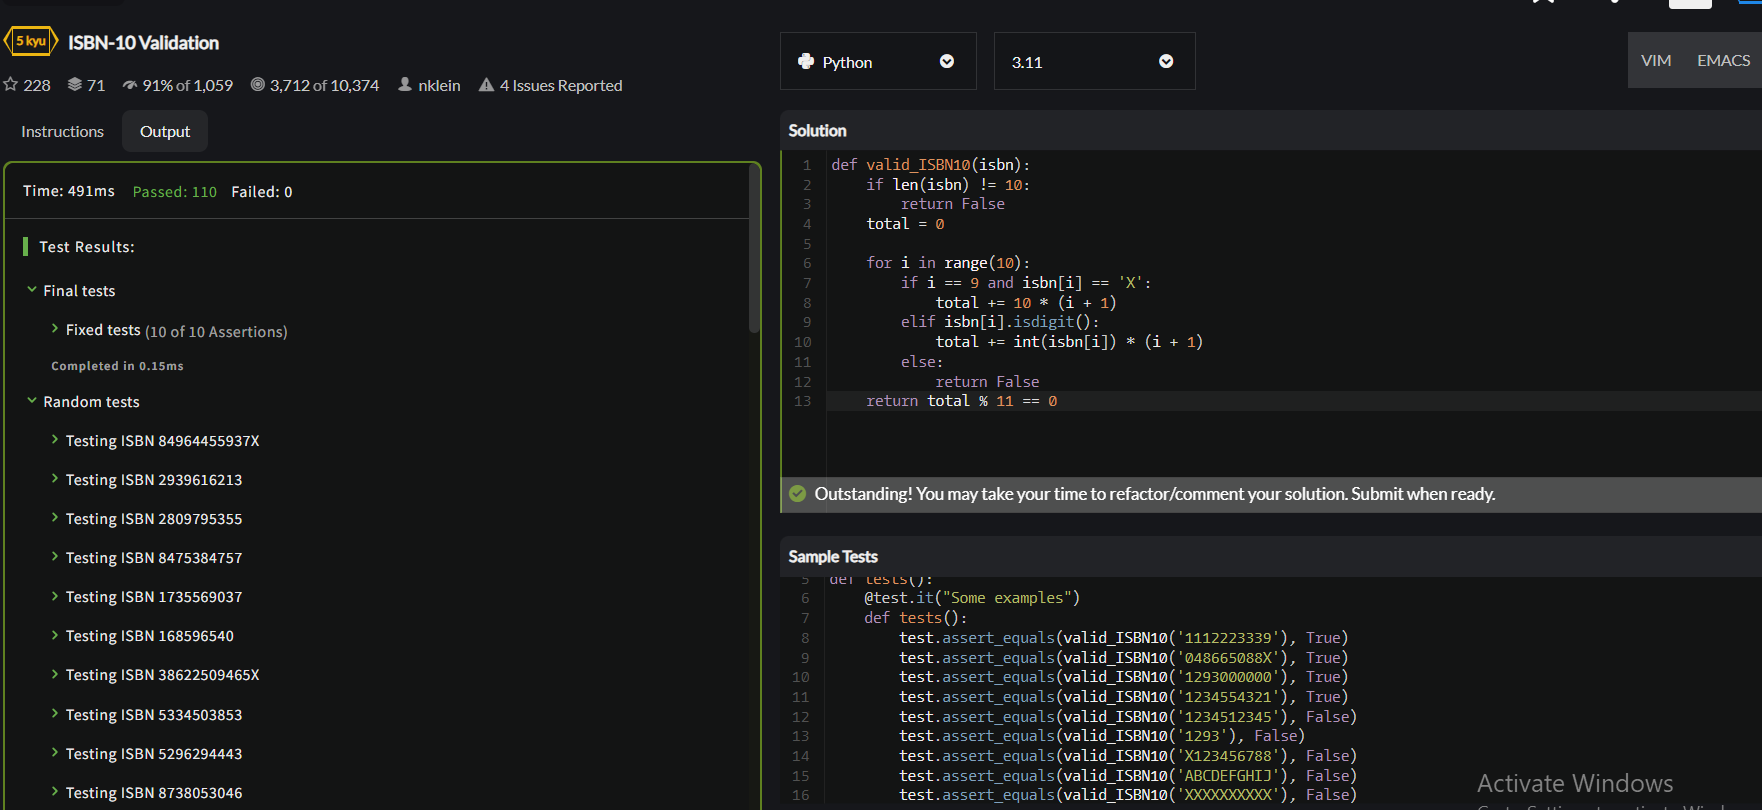 5 kyu ISBN-10 Validation
228 71 91% of 1,059 3,712 of 10,374 nklein 4 Issues Reported
Instructions Output
Time: 491ms Passed: 110 Failed: 0
Test Results:
Final tests
Fixed tests (10 of 10 Assertions)
Completed in 0.15ms
Random tests
Testing ISBN 84964455937X
Testing ISBN 2939616213
Testing ISBN 2809795355
Testing ISBN 8475384757
Testing ISBN 1735569037
Testing ISBN 168596540
Testing ISBN 38622509465X
Testing ISBN 5334503853
Testing ISBN 5296294443
Testing ISBN 8738053046
Python 3.11 VIM EMACS
Solution
1 def valid_ISBN10(isbn):
2     if len(isbn) != 10:
3         return False
4     total = 0
5
6     for i in range(10):
7         if i == 9 and isbn[i] == 'X':
8             total += 10 * (i + 1)
9         elif isbn[i].isdigit():
10             total += int(isbn[i]) * (i + 1)
11         else:
12             return False
13     return total % 11 == 0
Outstanding! You may take your time to refactor/comment your solution. Submit when ready.
Sample Tests
5 def tests():
6     @test.it("Some examples")
7     def tests():
8         test.assert_equals(valid_ISBN10('1112223339'), True)
9         test.assert_equals(valid_ISBN10('048665088X'), True)
10         test.assert_equals(valid_ISBN10('1293000000'), True)
11         test.assert_equals(valid_ISBN10('1234554321'), True)
12         test.assert_equals(valid_ISBN10('1234512345'), False)
13         test.assert_equals(valid_ISBN10('1293'), False)
14         test.assert_equals(valid_ISBN10('X123456788'), False)
15         test.assert_equals(valid_ISBN10('ABCDEFGHIJ'), False)
16         test.assert_equals(valid_ISBN10('XXXXXXXXXX'), False)
Activate Windows